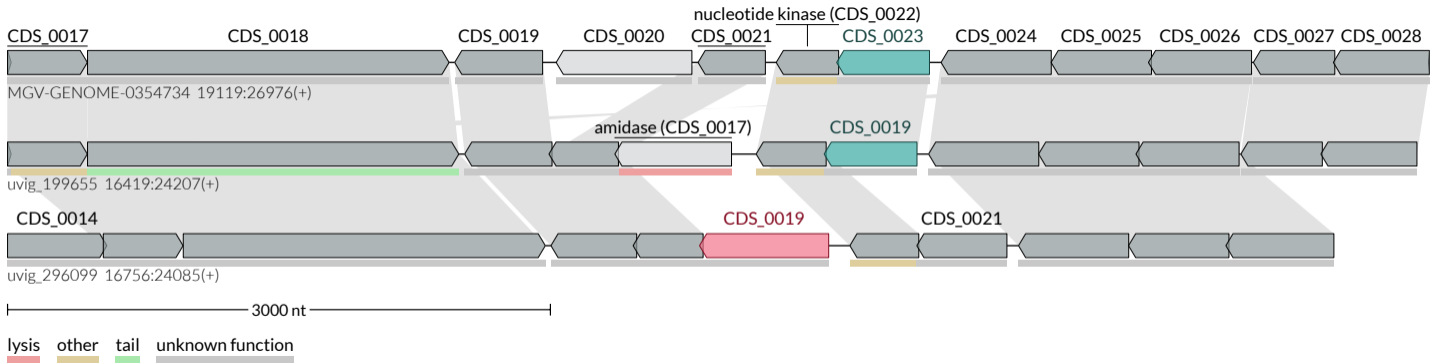 nucleotide kinase (CDS_0022)
CDS_0017 CDS_0018 CDS_0019 CDS_0020 CDS_0021 CDS_0023 CDS_0024 CDS_0025 CDS_0026 CDS_0027 CDS_0028
MGV-GENOME-0354734 19119:26976(+)
amidase (CDS_0017) CDS_0019
uvig_199655 16419:24207(+)
CDS_0014 CDS_0019 CDS_0021
uvig_296099 16756:24085(+)
3000 nt
lysis other tail unknown function